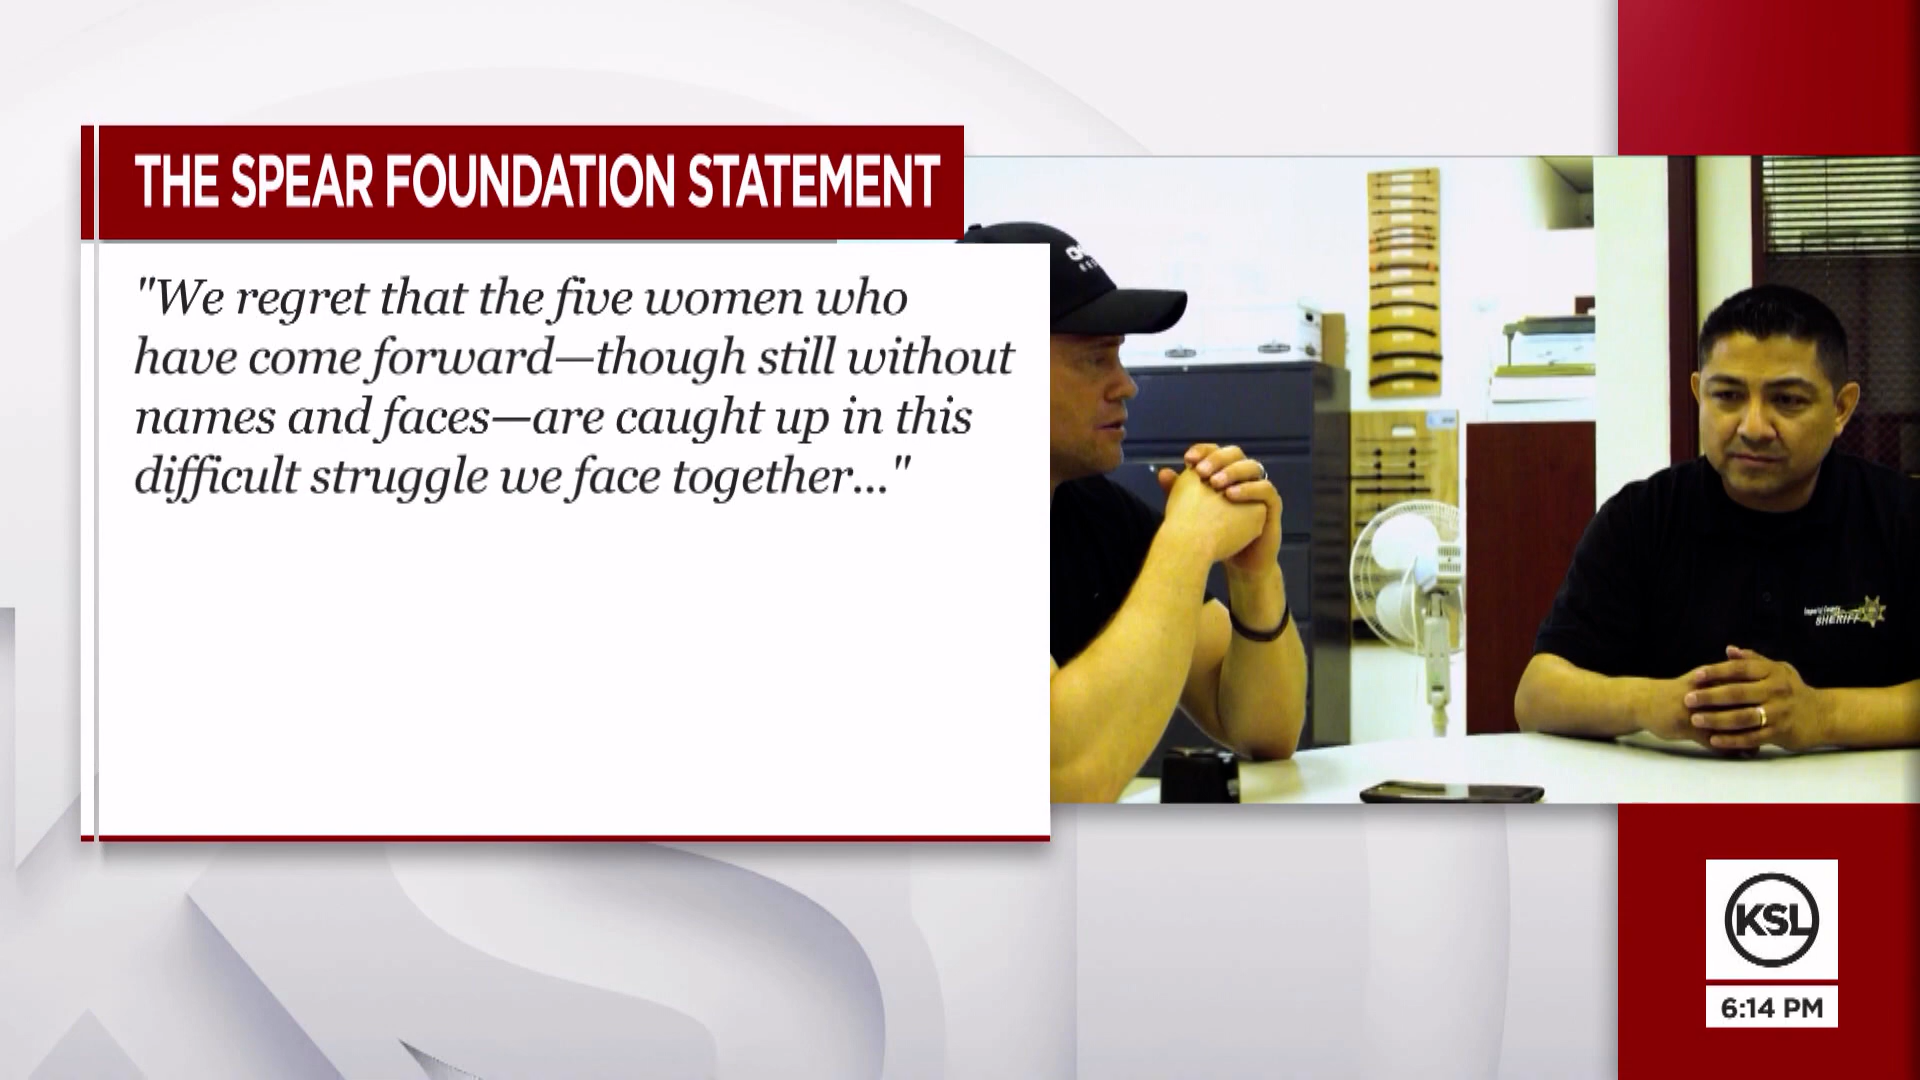 THE SPEAR FOUNDATION STATEMENT
"We regret that the five women who
have come forward—though still without
names and faces—are caught up in this
difficult struggle we face together..."
SHERIFF
KSL
6:14 PM